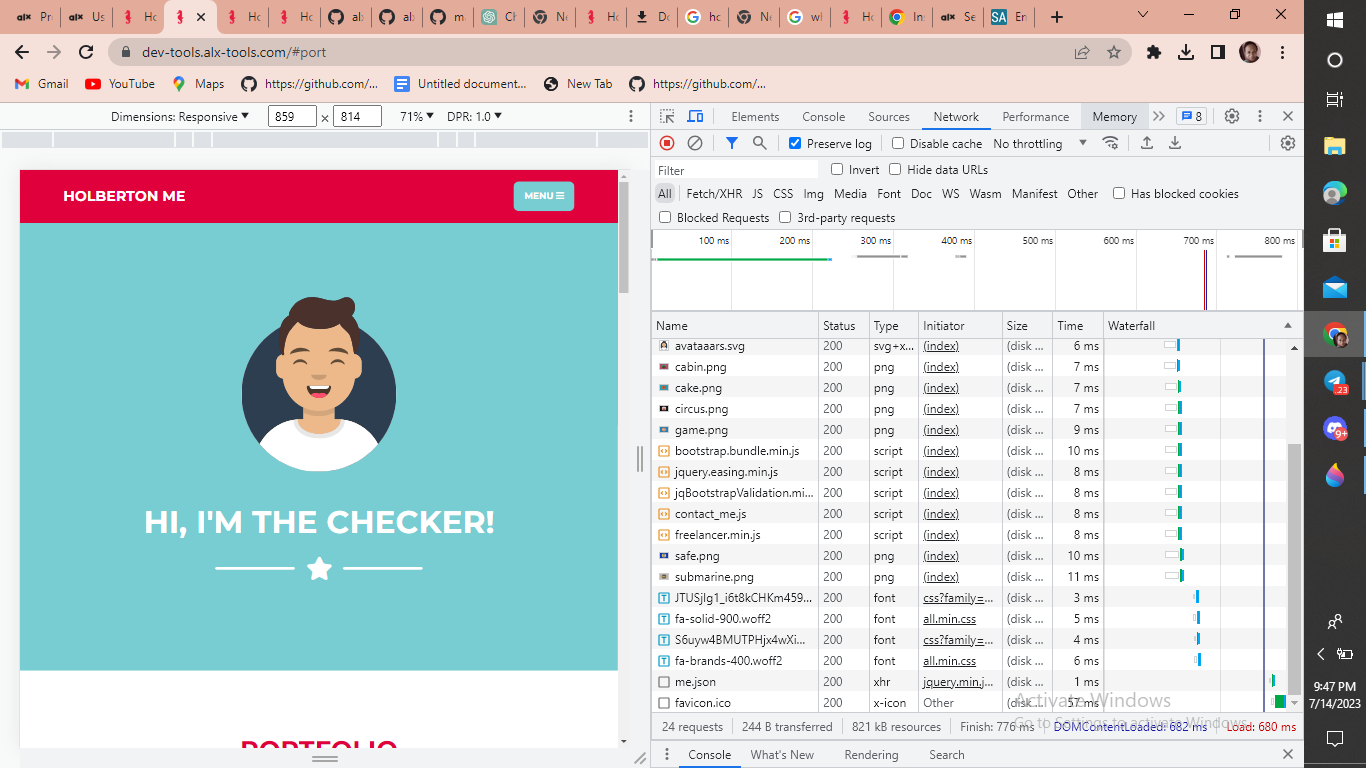 Pr
Us
Ho
Ho
Ho
alx
alx
m
Ch
Ne
Ho
Do
ho
Ne
wl
Ho
Ins
Se
SA En
dev-tools.alx-tools.com/#port
Gmail YouTube Maps https://github.com/... Untitled document... New Tab https://github.com/...
Dimensions: Responsive 859 x 814 71% DPR: 1.0
HOLBERTON ME MENU
HI, I'M THE CHECKER!
PORTFOLIO
Elements Console Sources Network Performance Memory 8
Preserve log Disable cache No throttling
Filter Invert Hide data URLs
All Fetch/XHR JS CSS Img Media Font Doc WS Wasm Manifest Other Has blocked cookies
Blocked Requests 3rd-party requests
100 ms 200 ms 300 ms 400 ms 500 ms 600 ms 700 ms 800 ms
Name Status Type Initiator Size Time Waterfall
avataaars.svg 200 svg+x... (index) (disk ... 6 ms
cabin.png 200 png (index) (disk ... 7 ms
cake.png 200 png (index) (disk ... 7 ms
circus.png 200 png (index) (disk ... 7 ms
game.png 200 png (index) (disk ... 9 ms
bootstrap.bundle.min.js 200 script (index) (disk ... 10 ms
jquery.easing.min.js 200 script (index) (disk ... 8 ms
jqBootstrapValidation.mi... 200 script (index) (disk ... 8 ms
contact_me.js 200 script (index) (disk ... 8 ms
freelancer.min.js 200 script (index) (disk ... 8 ms
safe.png 200 png (index) (disk ... 10 ms
submarine.png 200 png (index) (disk ... 11 ms
JTUSjIg1_i6t8kCHKm459... 200 font css?family=... (disk ... 3 ms
fa-solid-900.woff2 200 font all.min.css (disk ... 5 ms
S6uyw4BMUTPHjx4wXi... 200 font css?family=... (disk ... 4 ms
fa-brands-400.woff2 200 font all.min.css (disk ... 6 ms
me.json 200 xhr jquery.min.j... (disk ... 1 ms
favicon.ico 200 x-icon Other (disk ... 57 ms
Activate Windows
Go to Settings to activate Windows.
24 requests 244 B transferred 821 kB resources Finish: 776 ms DOMContentLoaded: 682 ms Load: 680 ms
Console What's New Rendering Search
.23
9+
9:47 PM
7/14/2023